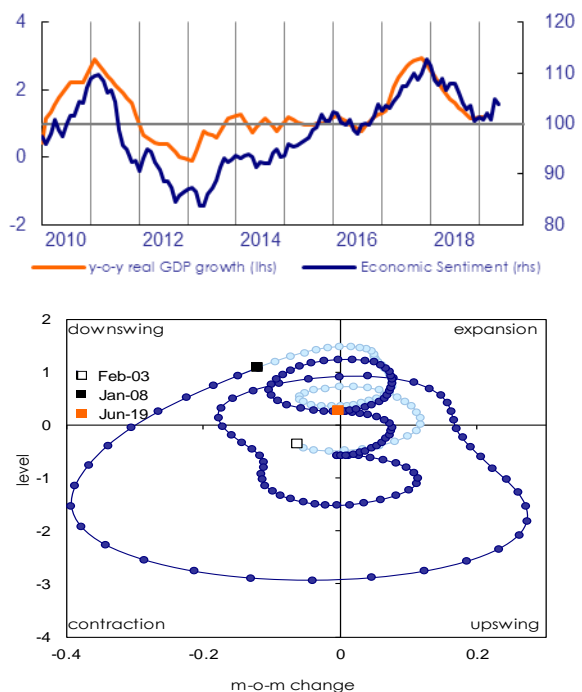 4 120
2 110
100
0 90
-2 80
2010 2012 2014 2016 2018
y-o-y real GDP growth (lhs) Economic Sentiment (rhs)
2
downswing expansion
Feb-03
1
Jan-08
Jun-19
0
level
-1
-2
-3
contraction upswing
-4
-0.4 -0.2 0 0.2
m-o-m change